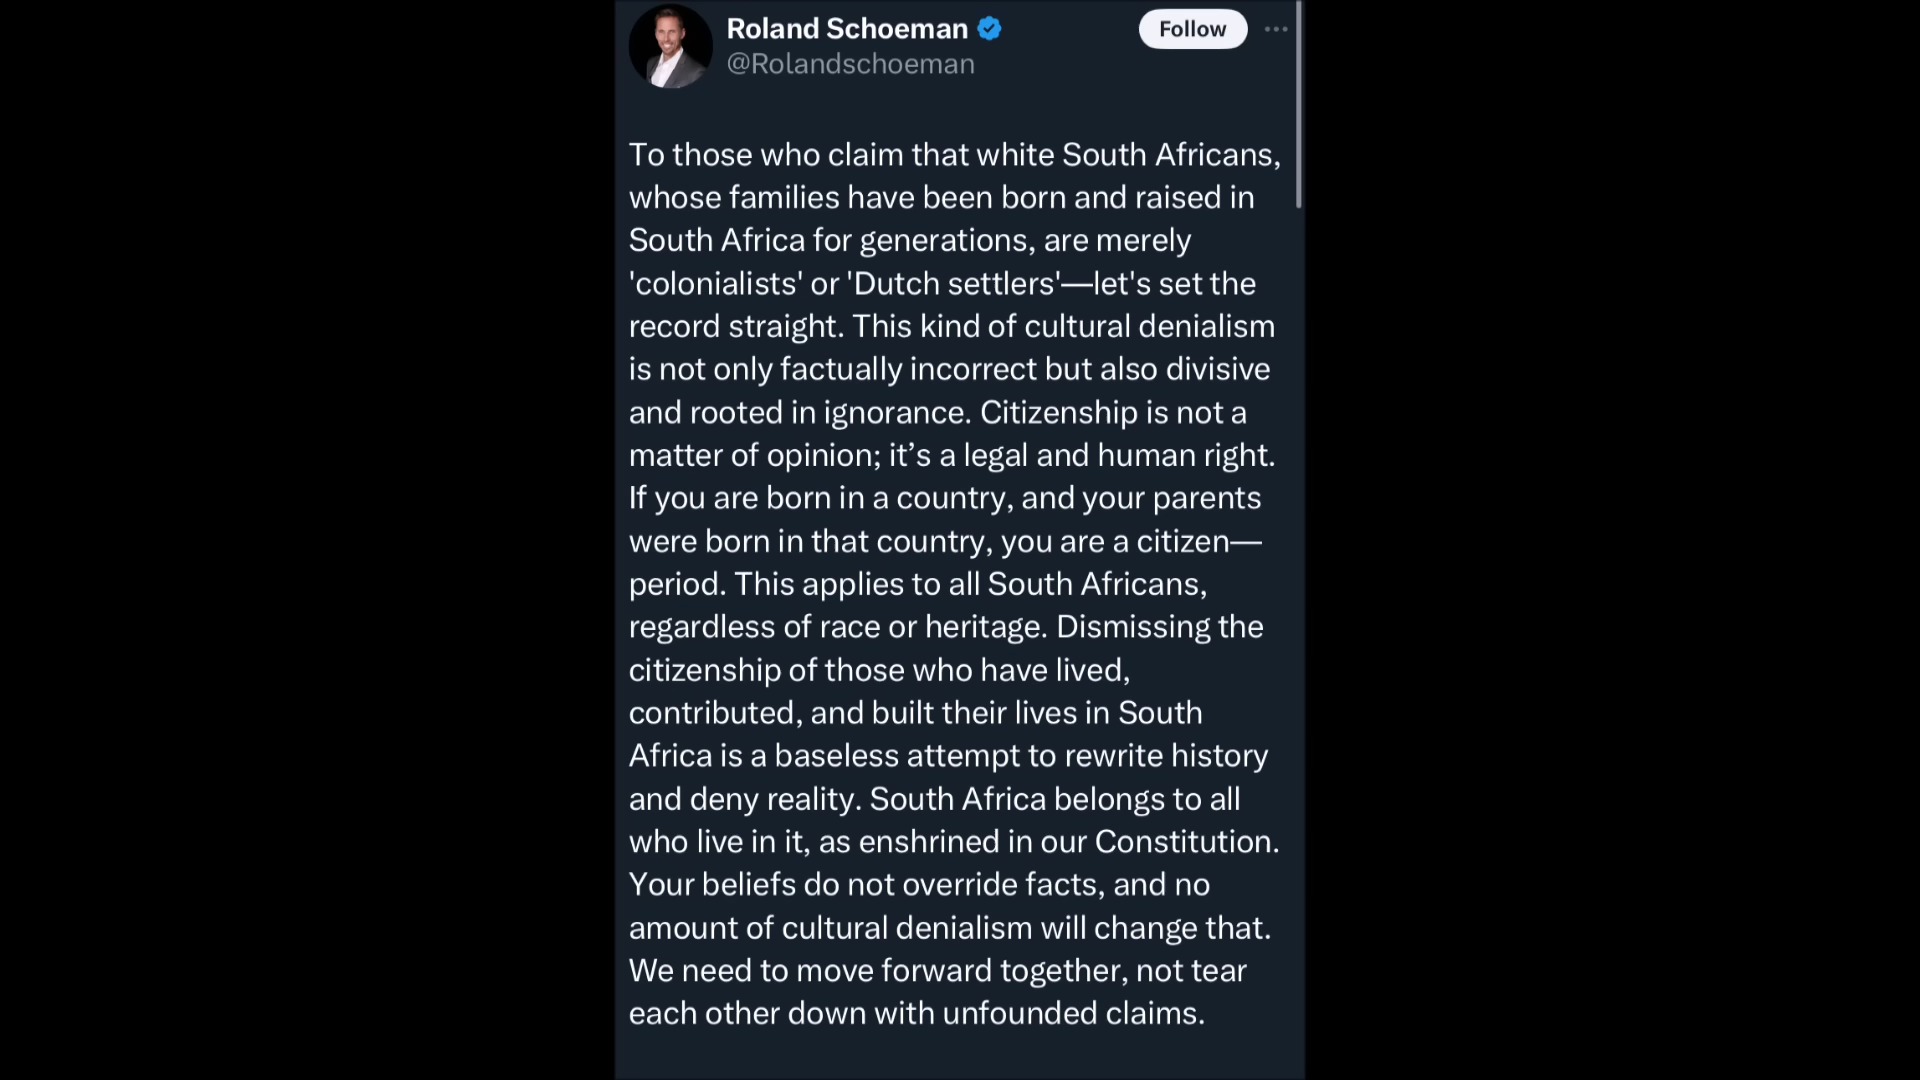 Roland Schoeman
Follow
@Rolandschoeman
To those who claim that white South Africans,
whose families have been born and raised in
South Africa for generations, are merely
'colonialists' or 'Dutch settlers'—let's set the
record straight. This kind of cultural denialism
is not only factually incorrect but also divisive
and rooted in ignorance. Citizenship is not a
matter of opinion; it’s a legal and human right.
If you are born in a country, and your parents
were born in that country, you are a citizen—
period. This applies to all South Africans,
regardless of race or heritage. Dismissing the
citizenship of those who have lived,
contributed, and built their lives in South
Africa is a baseless attempt to rewrite history
and deny reality. South Africa belongs to all
who live in it, as enshrined in our Constitution.
Your beliefs do not override facts, and no
amount of cultural denialism will change that.
We need to move forward together, not tear
each other down with unfounded claims.